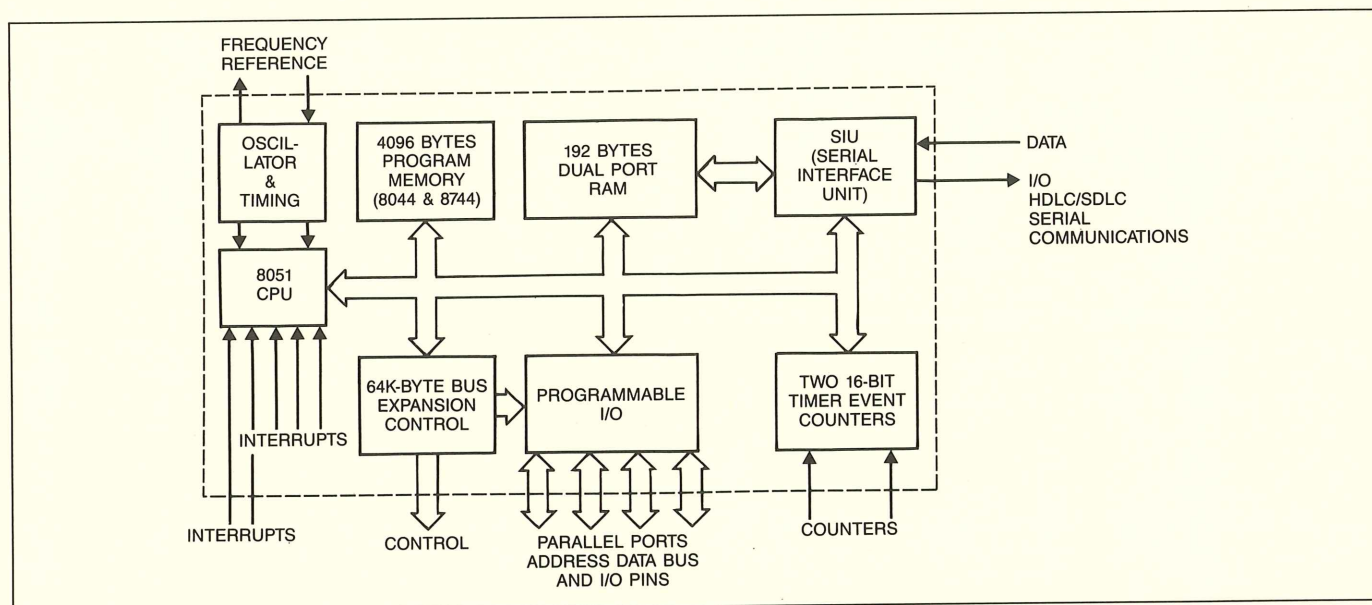 FREQUENCY
REFERENCE
OSCIL-
LATOR
&
TIMING
4096 BYTES
PROGRAM
MEMORY
(8044 & 8744)
192 BYTES
DUAL PORT
RAM
SIU
(SERIAL
INTERFACE
UNIT)
DATA
I/O
HDLC/SDLC
SERIAL
COMMUNICATIONS
8051
CPU
64K-BYTE BUS
EXPANSION
CONTROL
PROGRAMMABLE
I/O
TWO 16-BIT
TIMER EVENT
COUNTERS
INTERRUPTS
INTERRUPTS
CONTROL
PARALLEL PORTS
ADDRESS DATA BUS
AND I/O PINS
COUNTERS